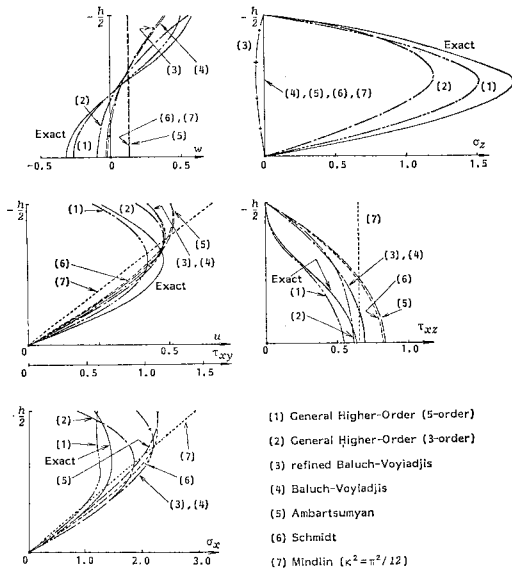 - h/2
(3) (4)
(2)
(6),(7)
(5)
Exact
(1)
-0.5 0 0.5
w
- h/2
(3)
Exact
(4),(5),(6),(7)
(2) (1)
0 0.5 1.0 1.5
σz
- h/2
(1) (2)
(5)
(6)
(3),(4)
(7)
Exact
0 0.5
u
0 0.5 1.0 1.5
τxy
- h/2
(7)
(3),(4)
Exact
(6)
(1)
(5)
(2)
0 0.5 1.0
τxz
- h/2
(2)
(1)
(7)
Exact
(6)
(5)
(3),(4)
0 1.0 2.0 3.0
σx
(1) General Higher-Order (5-order)
(2) General Higher-Order (3-order)
(3) refined Baluch-Voyiadjis
(4) Baluch-Voyiadjis
(5) Ambartsumyan
(6) Schmidt
(7) Mindlin (κ²=π²/12)